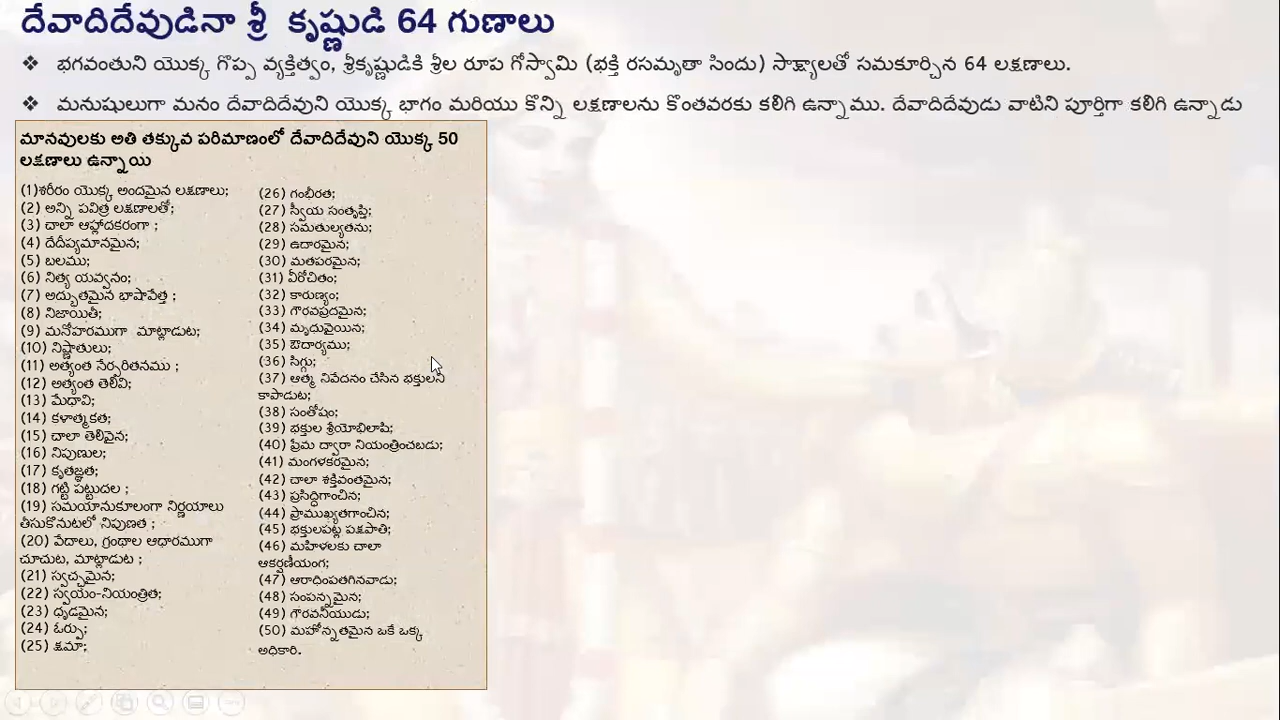 దేవాదిదేవుడినా శ్రీ కృష్ణుడి 64 గుణాలు
❖ భగవంతుని యొక్క గొప్ప వ్యక్తిత్వం, శ్రీకృష్ణుడికి శ్రీల రూప గోస్వామి (భక్తి రసమృతా సిందు) సాక్ష్యాలతో సమకూర్చిన 64 లక్షణాలు.
❖ మనుషులుగా మనం దేవాదిదేవుని యొక్క భాగం మరియు కొన్ని లక్షణాలను కొంతవరకు కలిగి ఉన్నాము. దేవాదిదేవుడు వాటిని పూర్తిగా కలిగి ఉన్నాడు
మానవులకు అతి తక్కువ పరిమాణంలో దేవాదిదేవుని యొక్క 50
లక్షణాలు ఉన్నాయి
(1)శరీరం యొక్క అందమైన లక్షణాలు;
(2) అన్ని పవిత్ర లక్షణాలతో;
(3) చాలా ఆహ్లాదకరంగా ;
(4) దేదీప్యమానమైన;
(5) బలము;
(6) నిత్య యవ్వనం;
(7) అద్భుతమైన బాషావేత్త ;
(8) నిజాయితీ;
(9) మనోహరముగా మాట్లాడుట;
(10) నిష్ణాతులు;
(11) అత్యంత నేర్పరితనము ;
(12) అత్యంత తెలివి;
(13) మేధావి;
(14) కళాత్మకత;
(15) చాలా తెలివైన;
(16) నిపుణుల;
(17) కృతజ్ఞత;
(18) గట్టి పట్టుదల ;
(19) సమయానుకూలంగా నిర్ణయాలు
తీసుకొనుటలో నిపుణత ;
(20) వేదాలు, గ్రంథాల ఆధారముగా
చూచుట, మాట్లాడుట ;
(21) స్వచ్చమైన;
(22) స్వయం-నియంత్రిత;
(23) ధృడమైన;
(24) ఓర్పు;
(25) క్షమా;
(26) గంభీరత;
(27) స్వీయ సంతృప్తి;
(28) సమతుల్యతను;
(29) ఉదారమైన;
(30) మతపరమైన;
(31) వీరోచితం;
(32) కారుణ్యం;
(33) గౌరవప్రదమైన;
(34) మృదువైయిన;
(35) ఔదార్యము;
(36) సిగ్గు;
(37) ఆత్మ నివేదనం చేసిన భక్తులని
కాపాడుట;
(38) సంతోషం;
(39) భక్తుల శ్రేయోభిలాషి;
(40) ప్రేమ ద్వారా నియంత్రించబడు;
(41) మంగళకరమైన;
(42) చాలా శక్తివంతమైన;
(43) ప్రసిద్ధిగాంచిన;
(44) ప్రాముఖ్యతగాంచిన;
(45) భక్తులపట్ల పక్షపాతి;
(46) మహిళలకు చాలా
ఆకర్షణీయంగ;
(47) ఆరాధింపతగినవాడు;
(48) సంపన్నమైన;
(49) గౌరవనీయుడు;
(50) మహోన్నతమైన ఒకే ఒక్క
అధికారి.